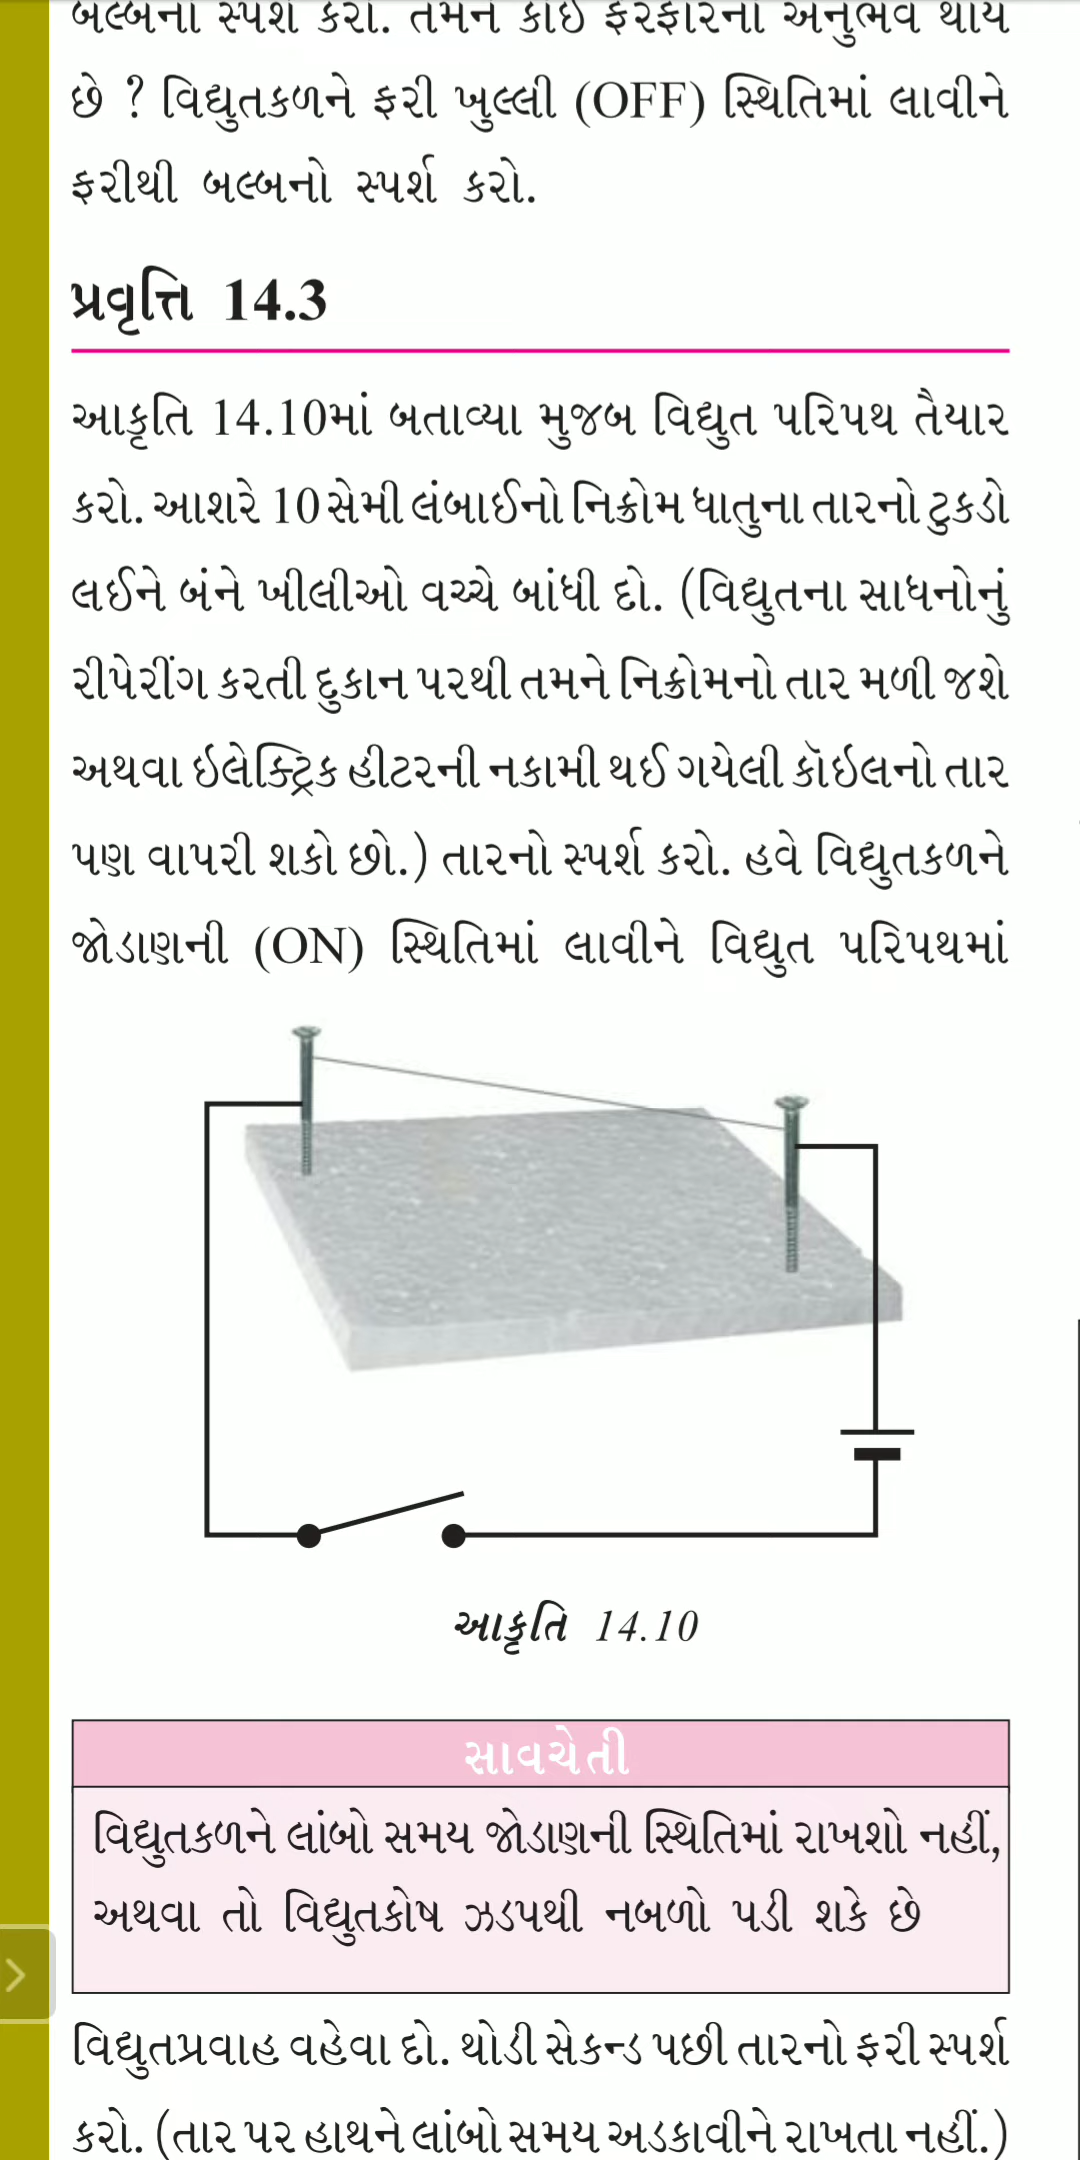 બલ્બનો સ્પર્શ કરો. તમને કોઈ ફેરફારનો અનુભવ થાય
છે ? વિદ્યુતકળને ફરી ખુલ્લી (OFF) સ્થિતિમાં લાવીને
ફરીથી બલ્બનો સ્પર્શ કરો.
પ્રવૃત્તિ 14.3
આકૃતિ 14.10માં બતાવ્યા મુજબ વિદ્યુત પરિપથ તૈયાર
કરો. આશરે 10 સેમી લંબાઈનો નિક્રોમ ધાતુના તારનો ટુકડો
લઈને બંને ખીલીઓ વચ્ચે બાંધી દો. (વિદ્યુતના સાધનોનું
રીપેરીંગ કરતી દુકાન પરથી તમને નિક્રોમનો તાર મળી જશે
અથવા ઇલેક્ટ્રિક હીટરની નકામી થઈ ગયેલી કૉઇલનો તાર
પણ વાપરી શકો છો.) તારનો સ્પર્શ કરો. હવે વિદ્યુતકળને
જોડાણની (ON) સ્થિતિમાં લાવીને વિદ્યુત પરિપથમાં
આકૃતિ 14.10
સાવચેતી
વિદ્યુતકળને લાંબો સમય જોડાણની સ્થિતિમાં રાખશો નહીં,
અથવા તો વિદ્યુતકોષ ઝડપથી નબળો પડી શકે છે
વિદ્યુતપ્રવાહ વહેવા દો. થોડી સેકન્ડ પછી તારનો ફરી સ્પર્શ
કરો. (તાર પર હાથને લાંબો સમય અડકાવીને રાખતા નહીં.)